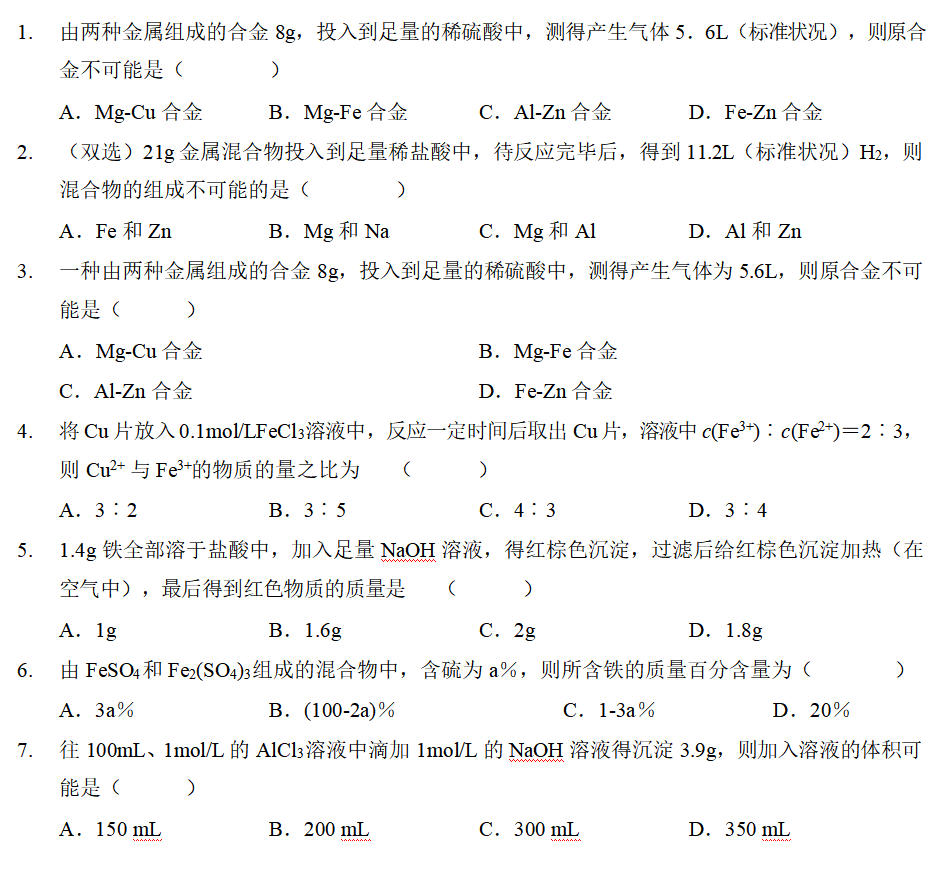 1. 由两种金属组成的合金 8g，投入到足量的稀硫酸中，测得产生气体 5．6L（标准状况），则原合
金不可能是（ ）
A．Mg-Cu 合金 B．Mg-Fe 合金 C．Al-Zn 合金 D．Fe-Zn 合金
2. （双选）21g 金属混合物投入到足量稀盐酸中，待反应完毕后，得到 11.2L（标准状况）H₂，则
混合物的组成不可能的是（ ）
A．Fe 和 Zn B．Mg 和 Na C．Mg 和 Al D．Al 和 Zn
3. 一种由两种金属组成的合金 8g，投入到足量的稀硫酸中，测得产生气体为 5.6L，则原合金不可
能是（ ）
A．Mg-Cu 合金 B．Mg-Fe 合金
C．Al-Zn 合金 D．Fe-Zn 合金
4. 将 Cu 片放入 0.1mol/LFeCl₃溶液中，反应一定时间后取出 Cu 片，溶液中 c(Fe³⁺)∶c(Fe²⁺)＝2∶3，
则 Cu²⁺ 与 Fe³⁺的物质的量之比为 （ ）
A．3∶2 B．3∶5 C．4∶3 D．3∶4
5. 1.4g 铁全部溶于盐酸中，加入足量 NaOH 溶液，得红棕色沉淀，过滤后给红棕色沉淀加热（在
空气中），最后得到红色物质的质量是 （ ）
A．1g B．1.6g C．2g D．1.8g
6. 由 FeSO₄和 Fe₂(SO₄)₃组成的混合物中，含硫为 a％，则所含铁的质量百分含量为（ ）
A．3a％ B．(100-2a)％ C．1-3a％ D．20％
7. 往 100mL、1mol/L 的 AlCl₃溶液中滴加 1mol/L 的 NaOH 溶液得沉淀 3.9g，则加入溶液的体积可
能是（ ）
A．150 mL B．200 mL C．300 mL D．350 mL